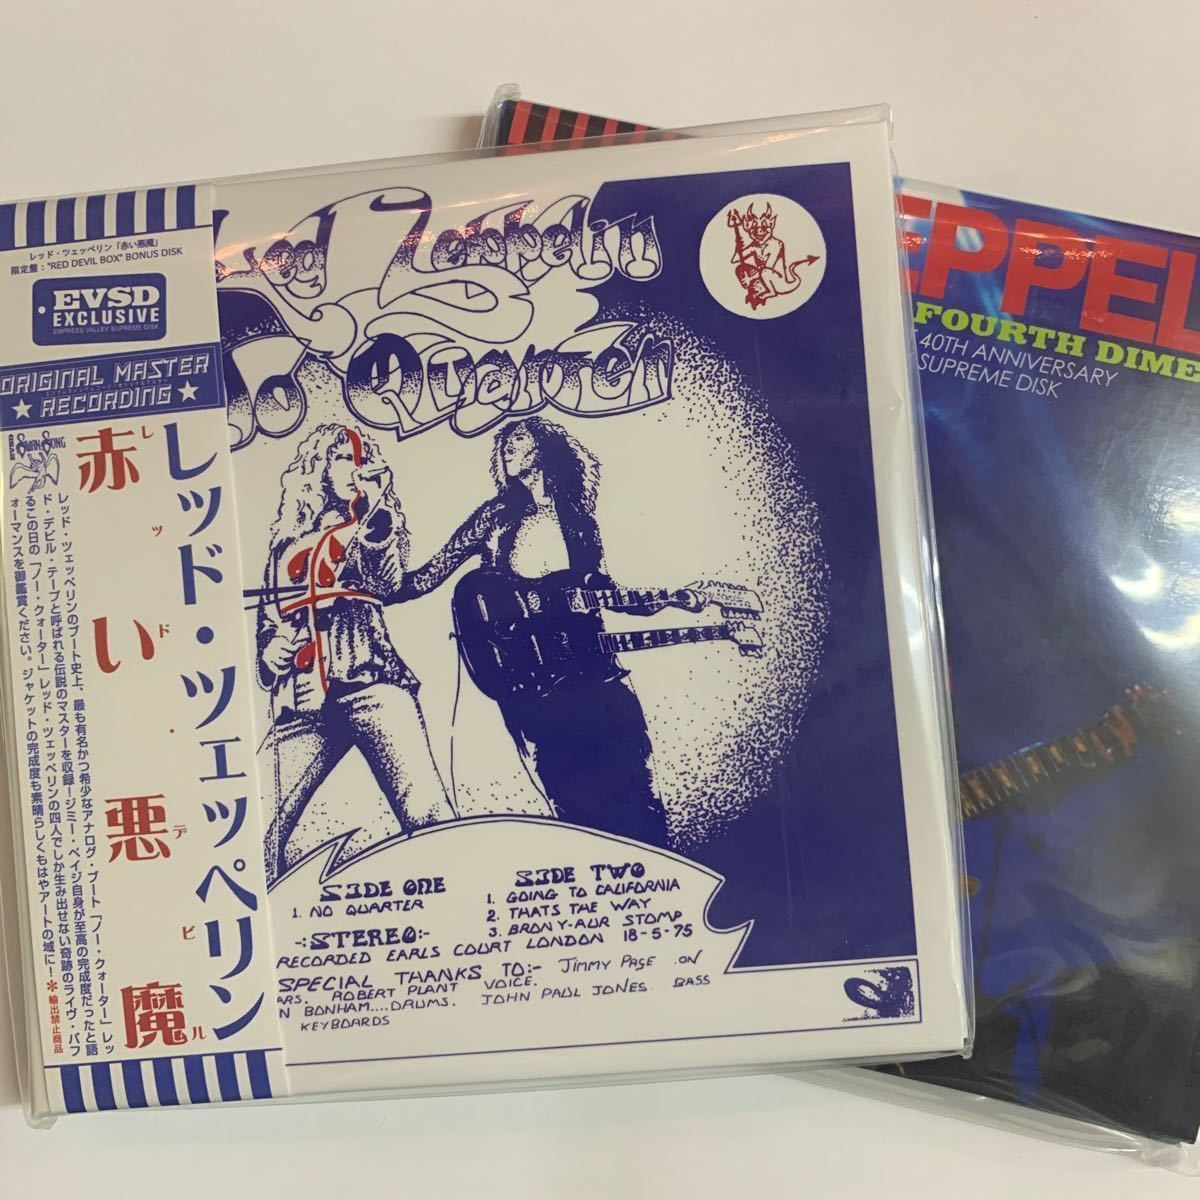 レッド・ツェッペリン「赤い悪魔」
限定盤:"RED DEVIL BOX" BONUS DISK
EVSD
EXCLUSIVE
EMPRESS VALLEY SUPREME DISK
ORIGINAL MASTER
RECORDING
SWAN SONG
レッド・ツェッペリン
赤い悪魔
レッド・デビル
レッド・ツェッペリンのブート史上、最も有名かつ希少なアナログ・ブート「ノー・クォーター」レッ
ド・デビル・テープと呼ばれる伝説のマスターを収録!ジミー・ペイジ自身が至高の完成度だったと語
るこの日の「ノー・クォーター」レッド・ツェッペリンの四人でしか生み出せない奇跡のライヴ・パフ
ォーマンスを御鑑賞ください。ジャケットの完成度も素晴らしくもはやアートの域に!*輸出禁止商品
Led Zeppelin
No Quarter
SIDE ONE
1. NO QUARTER
SIDE TWO
1. GOING TO CALIFORNIA
2. THATS THE WAY
3. BRON Y-AUR STOMP
-:STEREO:-
RECORDED EARLS COURT LONDON 18-5-75
SPECIAL THANKS TO:- JIMMY PAGE ON
ARS. ROBERT PLANT VOICE.
N BONHAM....DRUMS. JOHN PAUL JONES BASS
KEYBOARDS
EPPEL
FOURTH DIME
40TH ANNIVERSARY
SUPREME DISK